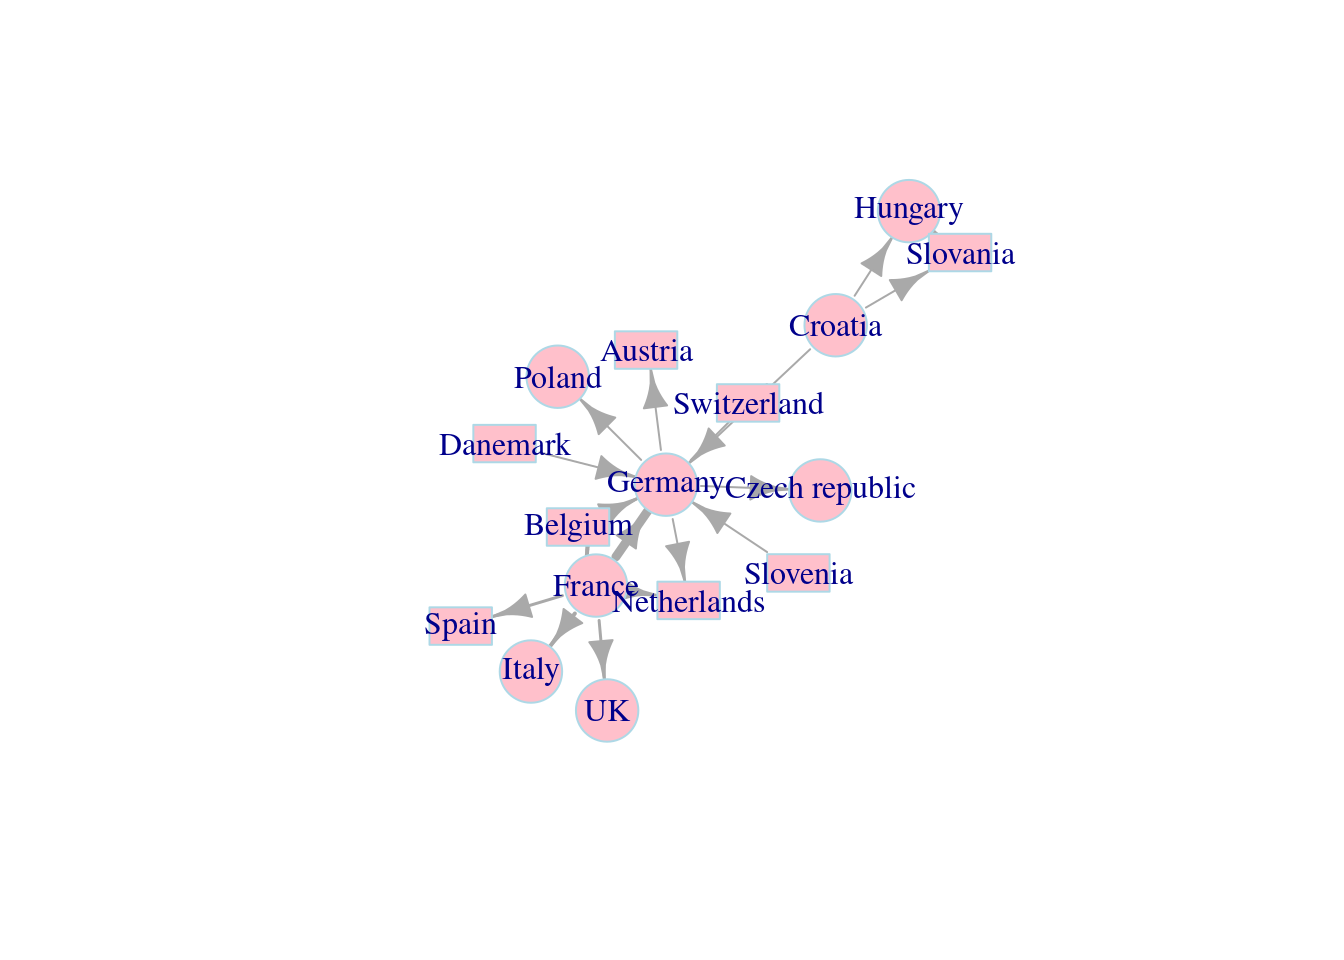 Hungary
Slovania
Croatia
Austria
Poland
Switzerland
Danemark
Germany
Czech republic
Belgium
Slovenia
France
Netherlands
Spain
Italy
UK